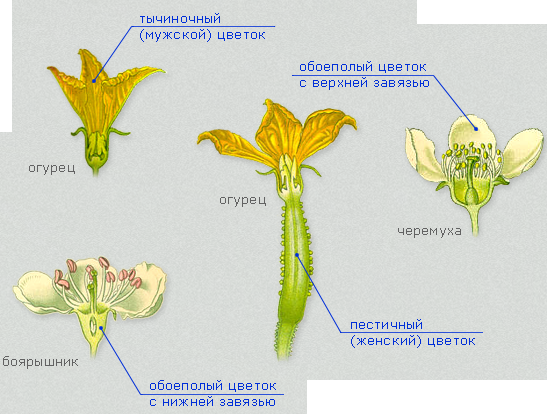 тычиночный
(мужской) цветок
обоеполый цветок
с верхней завязью
огурец
огурец
черемуха
пестичный
(женский) цветок
боярышник
обоеполый цветок
с нижней завязью